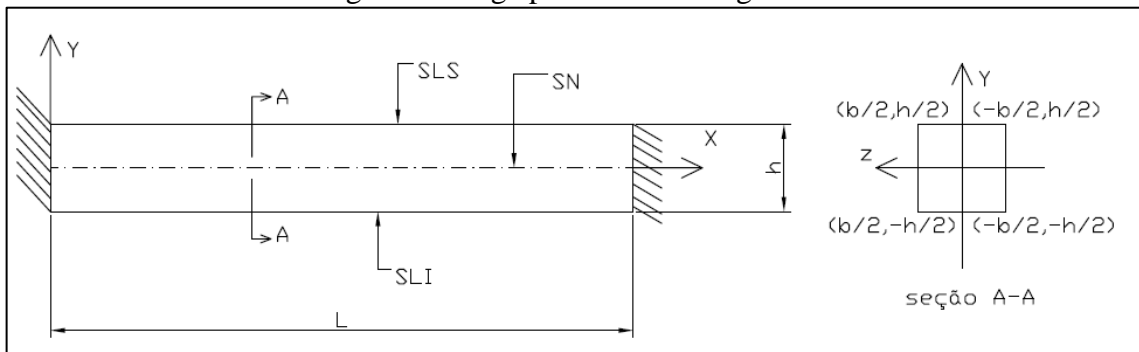 Y
SLS
SN
A
X
h
A
SLI
L
Y
(b/2,h/2) (-b/2,h/2)
z
(b/2,-h/2) (-b/2,-h/2)
seção A-A